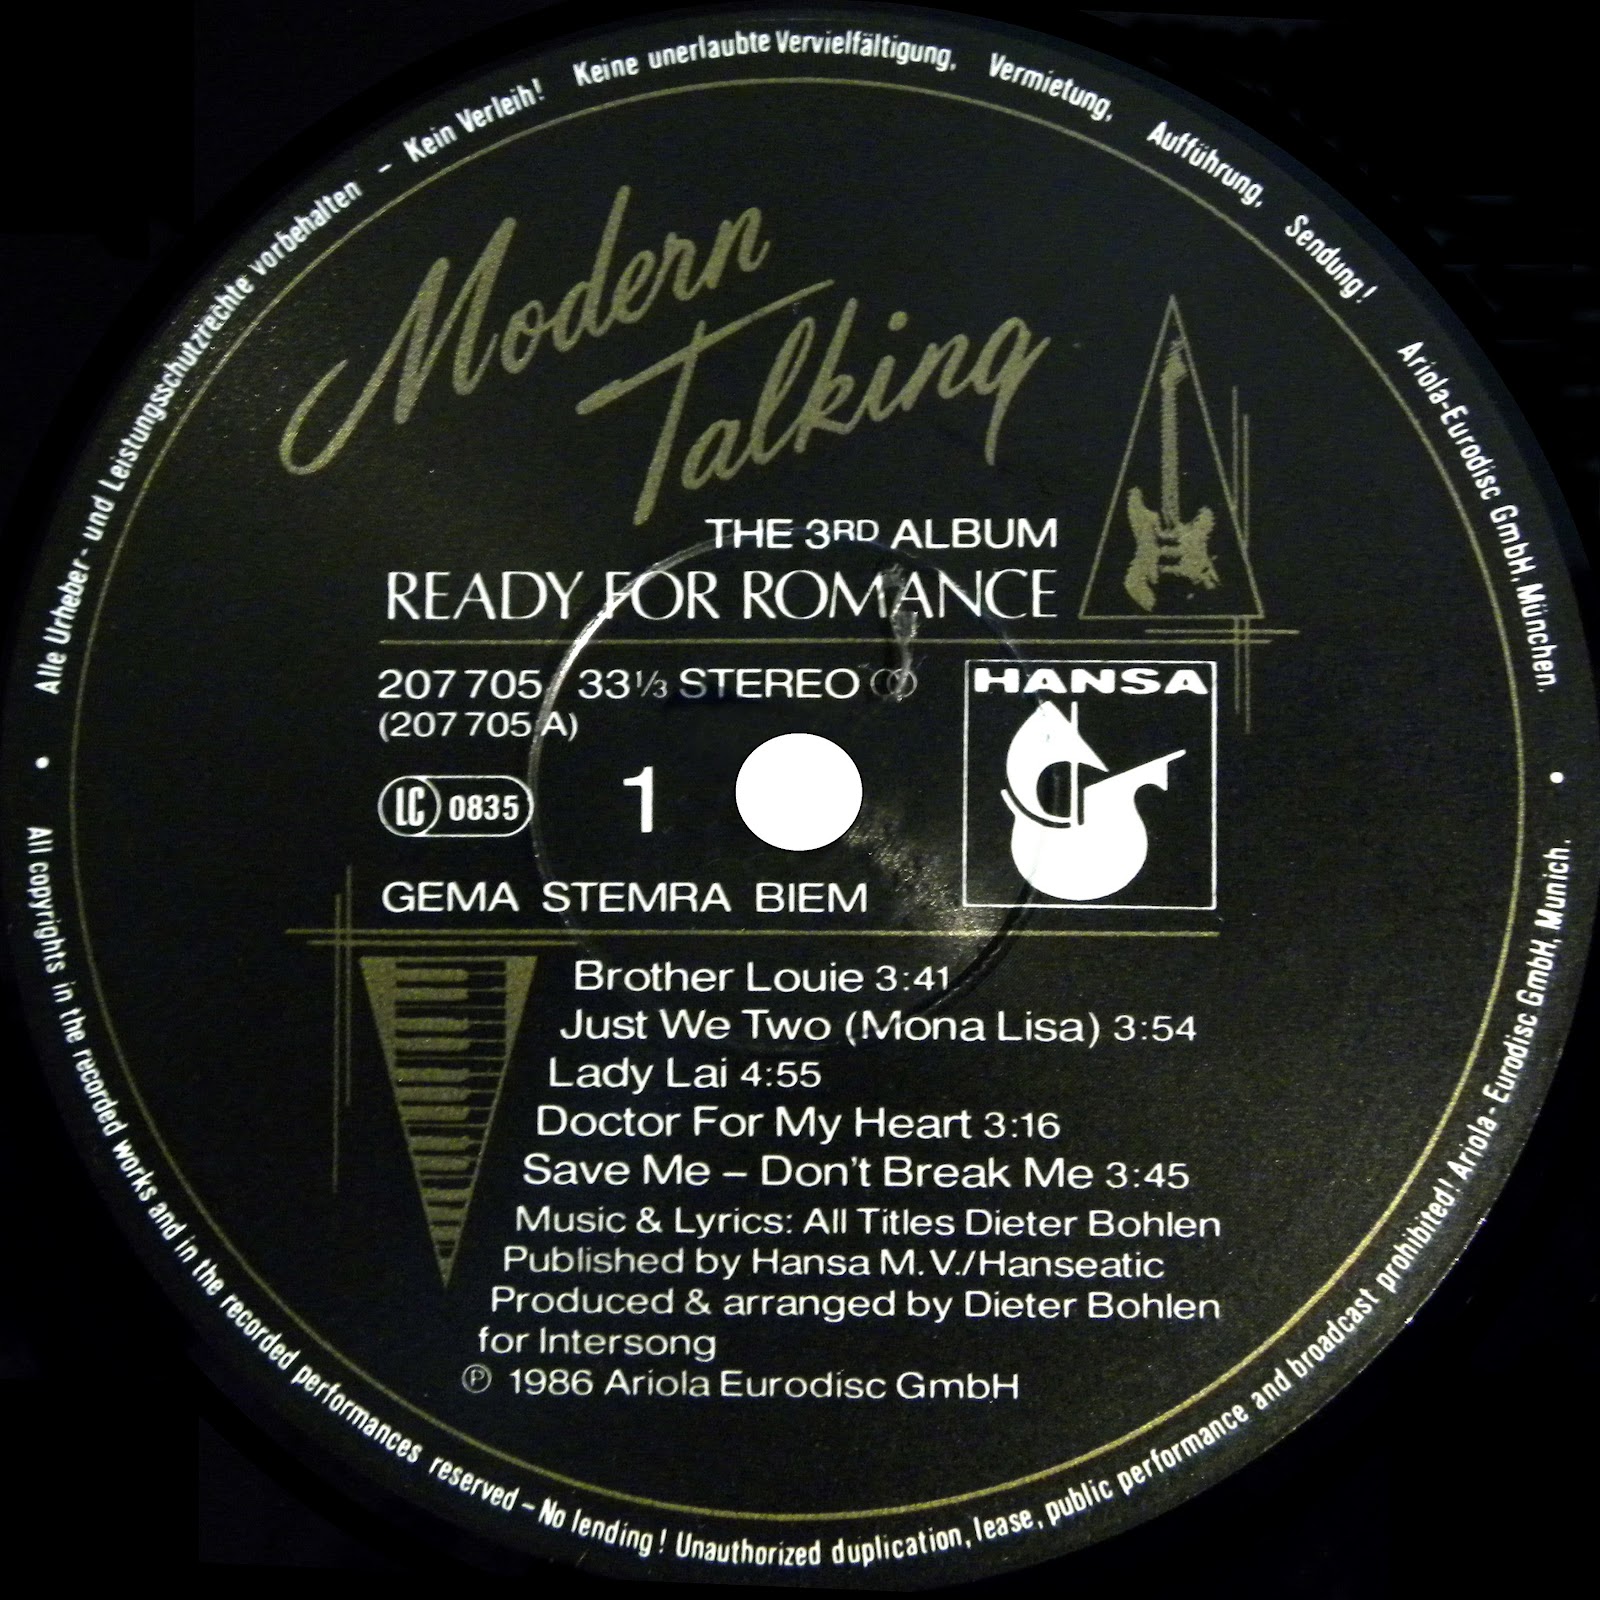 Alle Urheber- und Leistungsschutzrechte vorbehalten – Kein Verleih! Keine unerlaubte Vervielfältigung, Vermietung, Aufführung, Sendung! Ariola-Eurodisc GmbH, München.
Modern
Talking
THE 3RD ALBUM
READY FOR ROMANCE
207 705 33 1/3 STEREO
(207 705 A)
HANSA
LC 0835
1
GEMA STEMRA BIEM
Brother Louie 3:41
Just We Two (Mona Lisa) 3:54
Lady Lai 4:55
Doctor For My Heart 3:16
Save Me – Don't Break Me 3:45
Music & Lyrics: All Titles Dieter Bohlen
Published by Hansa M.V./Hanseatic
Produced & arranged by Dieter Bohlen
for Intersong
℗ 1986 Ariola Eurodisc GmbH
All copyrights in the recorded works and in the recorded performances reserved – No lending! Unauthorized duplication, lease, public performance and broadcast prohibited! Ariola-Eurodisc GmbH, Munich.